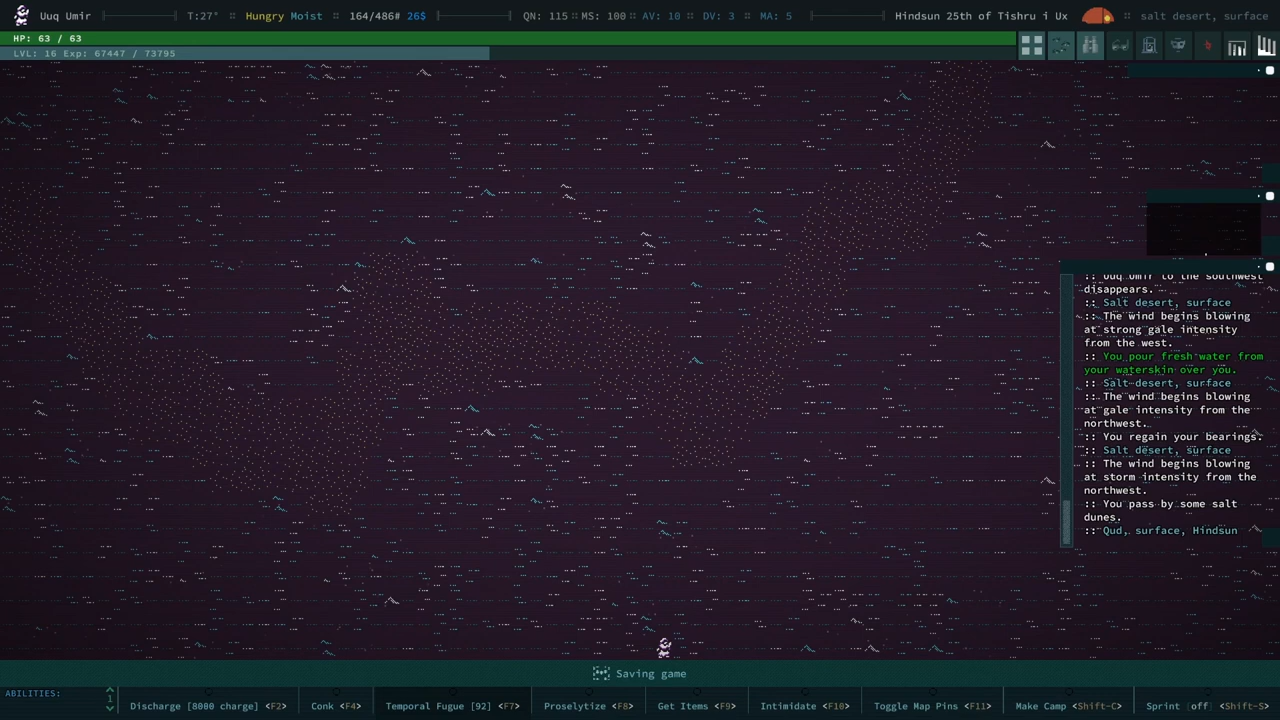 Uuq Umir T:27° :: Hungry Moist :: 164/486# 26$ QN: 115 :: MS: 100 :: AV: 10 :: DV: 3 :: MA: 5 Hindsun 25th of Tishru i Ux :: salt desert, surface
HP: 63 / 63
LVL: 16 Exp: 67447 / 73795
:: Uuq Umir to the southwest
disappears.
:: Salt desert, surface
:: The wind begins blowing
at strong gale intensity
from the west.
:: You pour fresh water from
your waterskin over you.
:: Salt desert, surface
:: The wind begins blowing
at gale intensity from the
northwest.
:: You regain your bearings.
:: Salt desert, surface
:: The wind begins blowing
at storm intensity from the
northwest.
:: You pass by some salt
dunes.
:: Qud, surface, Hindsun
Saving game
ABILITIES: 1 Discharge [8000 charge] <F2> Conk <F4> Temporal Fugue [92] <F7> Proselytize <F8> Get Items <F9> Intimidate <F10> Toggle Map Pins <F11> Make Camp <Shift-C> Sprint [off] <Shift-S>